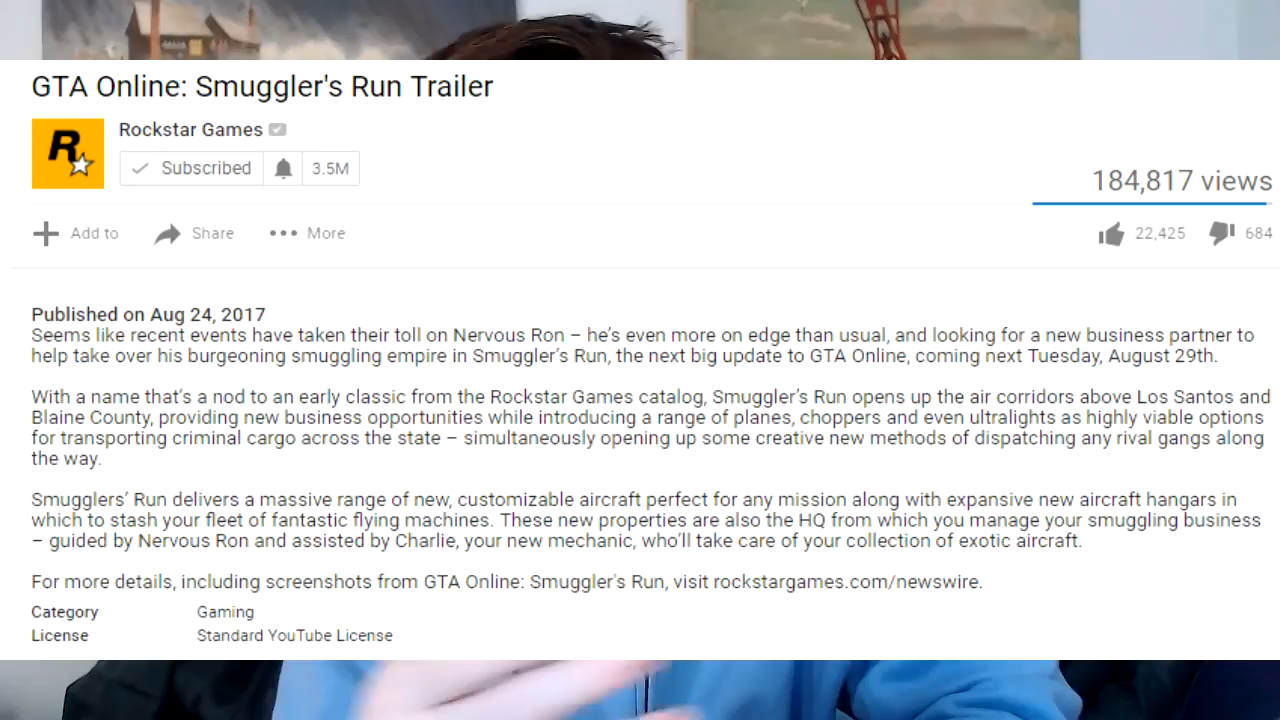 GTA Online: Smuggler's Run Trailer
R
Rockstar Games
Subscribed 3.5M
184,817 views
Add to Share More 22,425 684
Published on Aug 24, 2017
Seems like recent events have taken their toll on Nervous Ron – he's even more on edge than usual, and looking for a new business partner to
help take over his burgeoning smuggling empire in Smuggler's Run, the next big update to GTA Online, coming next Tuesday, August 29th.
With a name that's a nod to an early classic from the Rockstar Games catalog, Smuggler's Run opens up the air corridors above Los Santos and
Blaine County, providing new business opportunities while introducing a range of planes, choppers and even ultralights as highly viable options
for transporting criminal cargo across the state – simultaneously opening up some creative new methods of dispatching any rival gangs along
the way.
Smugglers' Run delivers a massive range of new, customizable aircraft perfect for any mission along with expansive new aircraft hangars in
which to stash your fleet of fantastic flying machines. These new properties are also the HQ from which you manage your smuggling business
– guided by Nervous Ron and assisted by Charlie, your new mechanic, who'll take care of your collection of exotic aircraft.
For more details, including screenshots from GTA Online: Smuggler's Run, visit rockstargames.com/newswire.
Category Gaming
License Standard YouTube License